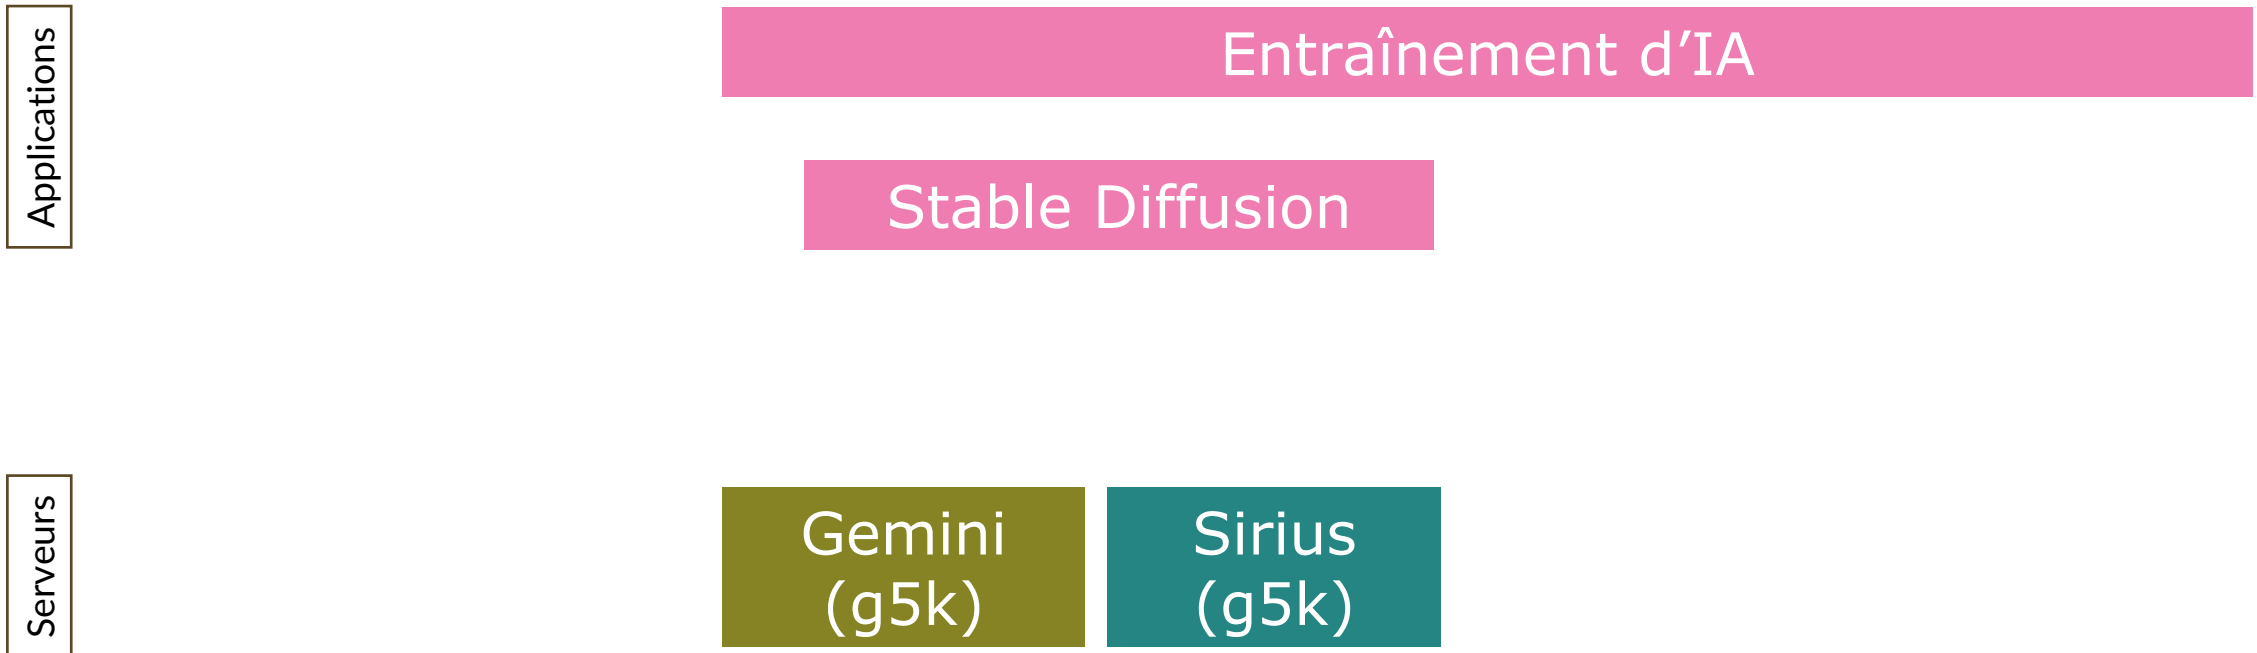 Applications
Entraînement d’IA
Stable Diffusion
Serveurs
Gemini
(g5k)
Sirius
(g5k)